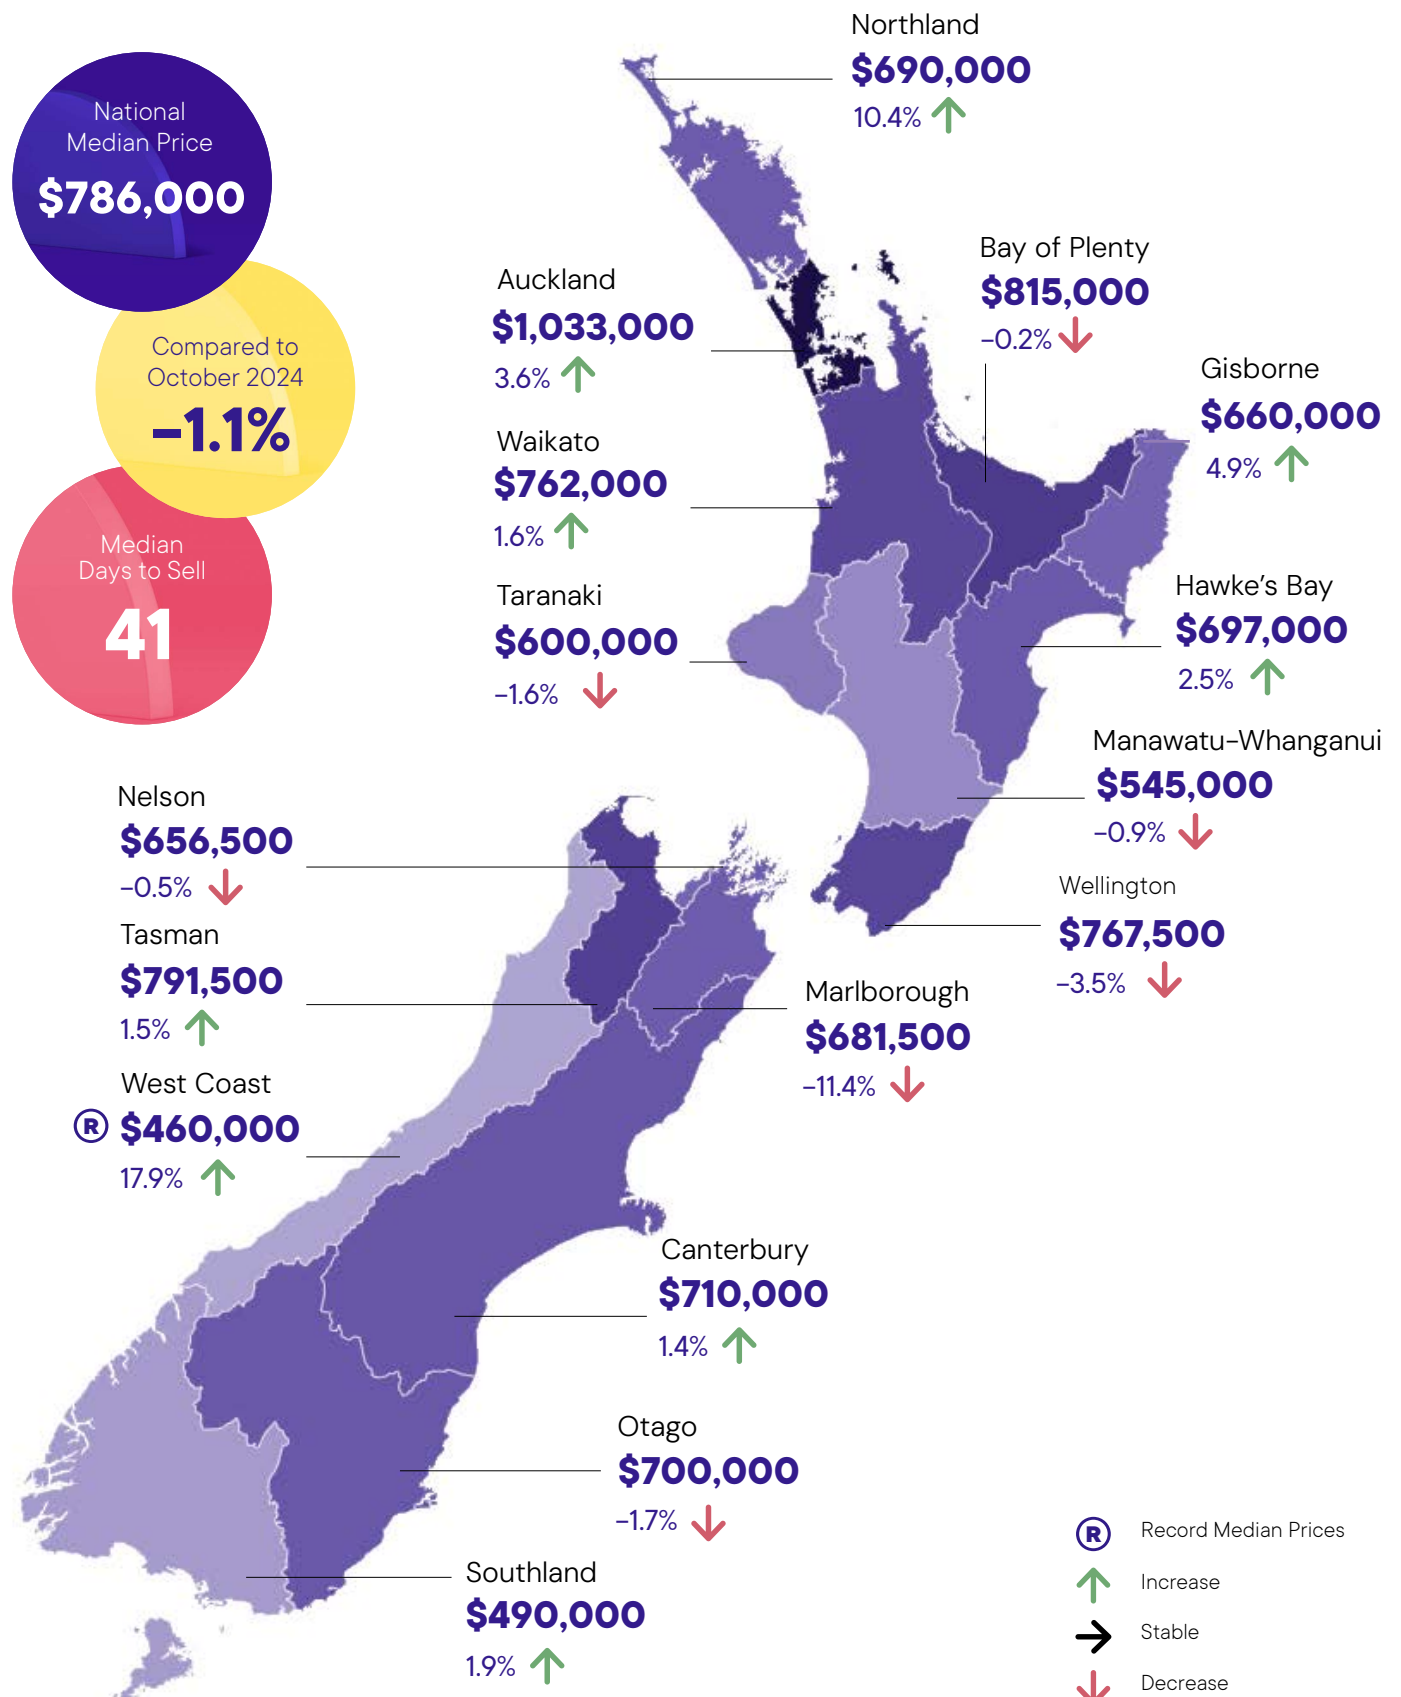 National
Median Price
$786,000
Compared to
October 2024
-1.1%
Median
Days to Sell
41
Northland
$690,000
10.4%
Auckland
$1,033,000
3.6%
Bay of Plenty
$815,000
-0.2%
Gisborne
$660,000
4.9%
Waikato
$762,000
1.6%
Taranaki
$600,000
-1.6%
Hawke’s Bay
$697,000
2.5%
Manawatu-Whanganui
$545,000
-0.9%
Wellington
$767,500
-3.5%
Nelson
$656,500
-0.5%
Tasman
$791,500
1.5%
Marlborough
$681,500
-11.4%
West Coast
R $460,000
17.9%
Canterbury
$710,000
1.4%
Otago
$700,000
-1.7%
Southland
$490,000
1.9%
R Record Median Prices
Increase
Stable
Decrease